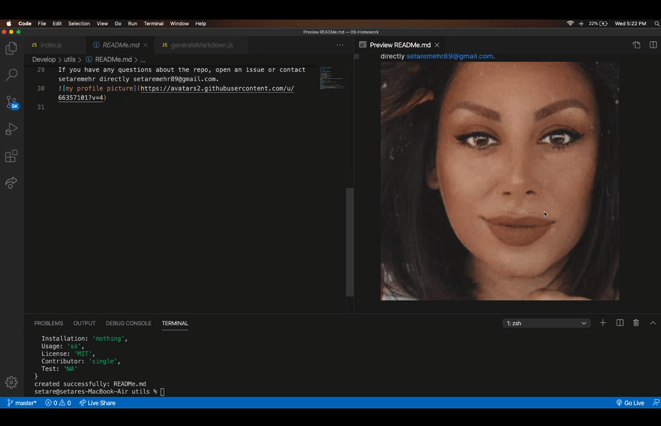 Code File Edit Selection View Go Run Terminal Window Help 22% Wed 5:22 PM
Preview README.md — 09-Homework
JS index.js README.md × JS generateMarkdown.js ··· Preview README.md ×
Develop > utils > README.md > ...
29 If you have any questions about the repo, open an issue or contact
setaremehr directly setaremehr89@gmail.com.
30 ![my profile picture](https://avatars2.githubusercontent.com/u/
66357101?v=4)
31
directly setaremehr89@gmail.com.
PROBLEMS OUTPUT DEBUG CONSOLE TERMINAL 1: zsh
Installation: 'nothing',
Usage: '$$',
License: 'MIT',
Contributor: 'single',
Test: 'NA'
}
created successfully: READMe.md
setare@setares-MacBook-Air utils %
master* 0 0 Live Share Go Live